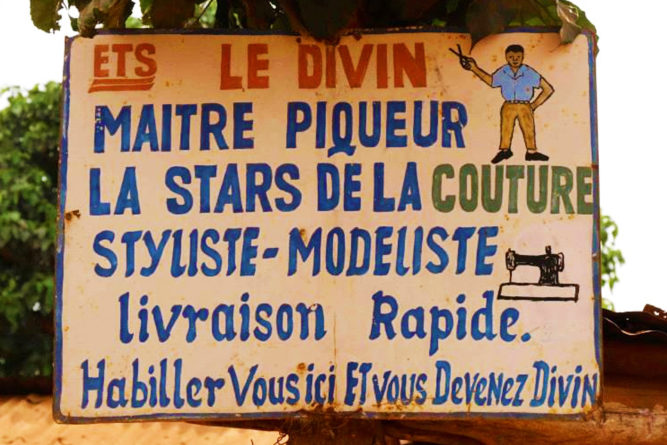 ETS LE DIVIN
MAITRE PIQUEUR
LA STARS DE LA COUTURE
STYLISTE-MODELISTE
livraison Rapide.
Habiller Vous ici Et vous Devenez Divin